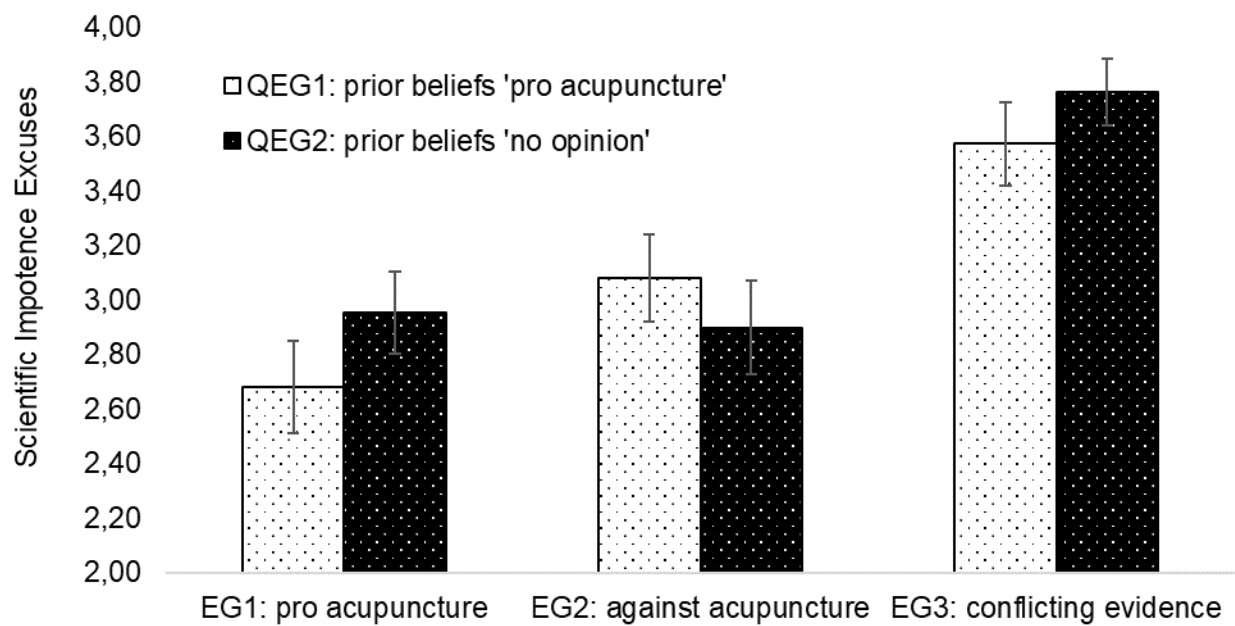 4,00
3,80
3,60
3,40
3,20
3,00
2,80
2,60
2,40
2,20
2,00
Scientific Impotence Excuses
QEG1: prior beliefs 'pro acupuncture'
QEG2: prior beliefs 'no opinion'
EG1: pro acupuncture
EG2: against acupuncture
EG3: conflicting evidence